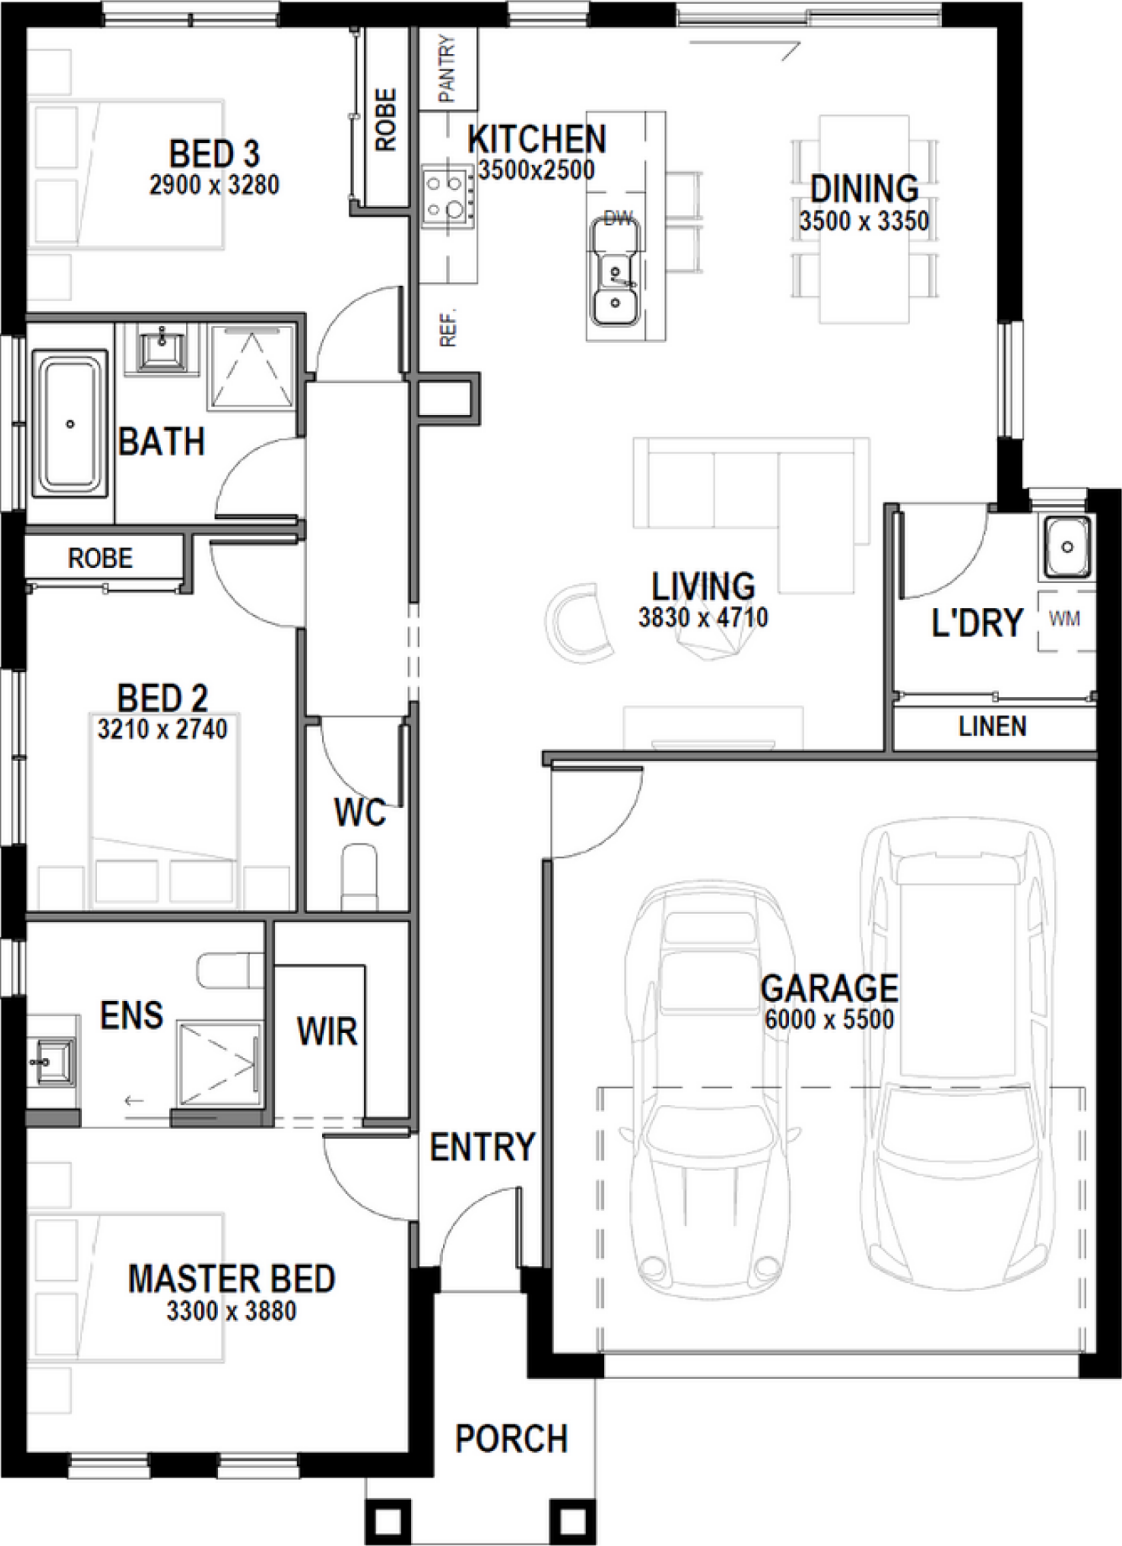 BED 3
2900 x 3280
ROBE
PANTRY
KITCHEN
3500x2500
DW
REF.
DINING
3500 x 3350
BATH
ROBE
LIVING
3830 x 4710
L'DRY
WM
LINEN
BED 2
3210 x 2740
WC
ENS
WIR
GARAGE
6000 x 5500
ENTRY
MASTER BED
3300 x 3880
PORCH